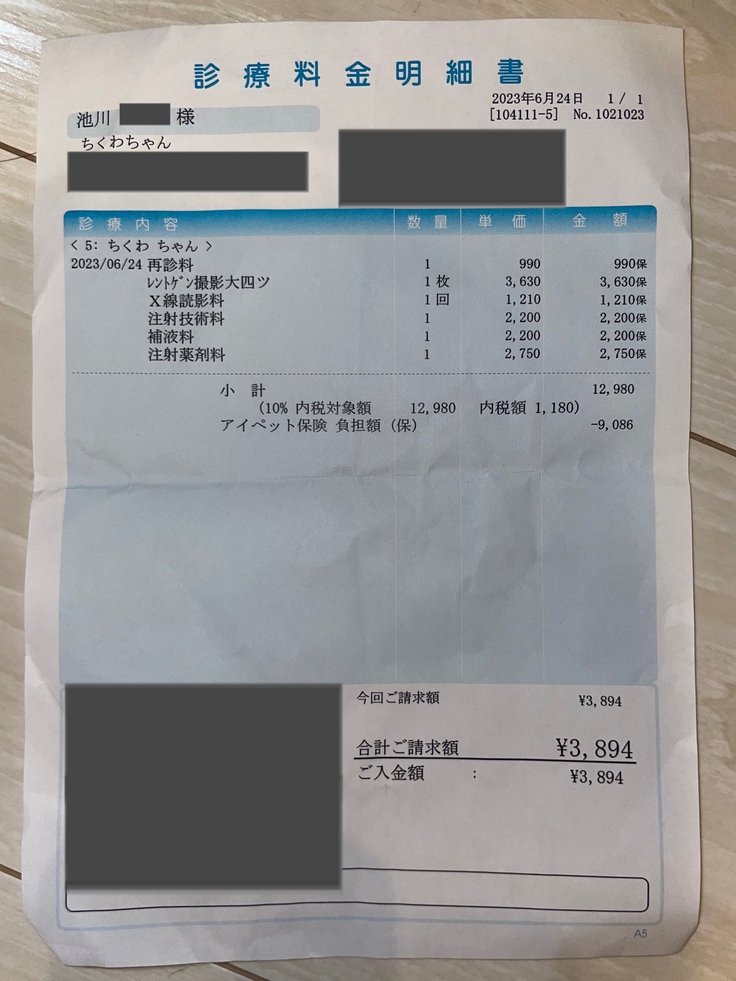 診療料金明細書
2023年6月24日 1/ 1
[104111-5] No.1021023
池川 様
ちくわちゃん
診療内容 数量 単価 金額
< 5: ちくわ ちゃん >
2023/06/24 再診料 1 990 990保
ﾚﾝﾄｹﾞﾝ撮影大四ツ 1 枚 3,630 3,630保
X線読影料 1 回 1,210 1,210保
注射技術料 1 2,200 2,200保
補液料 1 2,200 2,200保
注射薬剤料 1 2,750 2,750保
小 計 12,980
(10% 内税対象額 12,980 内税額 1,180)
アイペット保険 負担額 (保) -9,086
今回ご請求額 ¥3,894
合計ご請求額 ¥3,894
ご入金額 : ¥3,894
A5